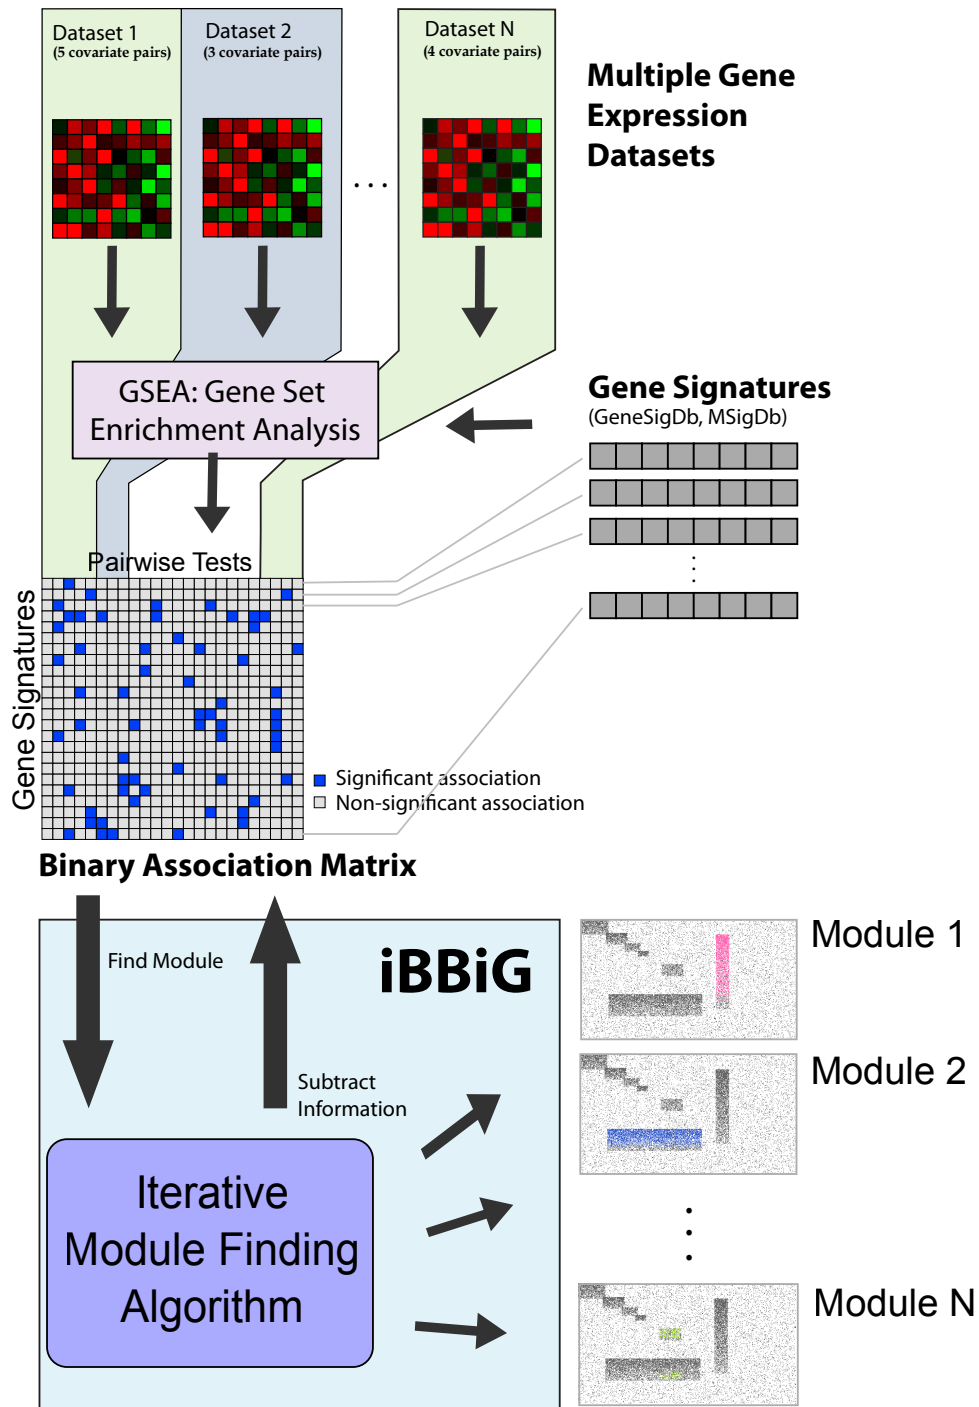 Dataset 1
(5 covariate pairs)
Dataset 2
(3 covariate pairs)
Dataset N
(4 covariate pairs)
Multiple Gene
Expression
Datasets
. . .
GSEA: Gene Set
Enrichment Analysis
Gene Signatures
(GeneSigDb, MSigDb)
Pairwise Tests
Gene Signatures
Significant association
Non-significant association
Binary Association Matrix
Find Module
iBBiG
Subtract
Information
Iterative
Module Finding
Algorithm
Module 1
Module 2
Module N